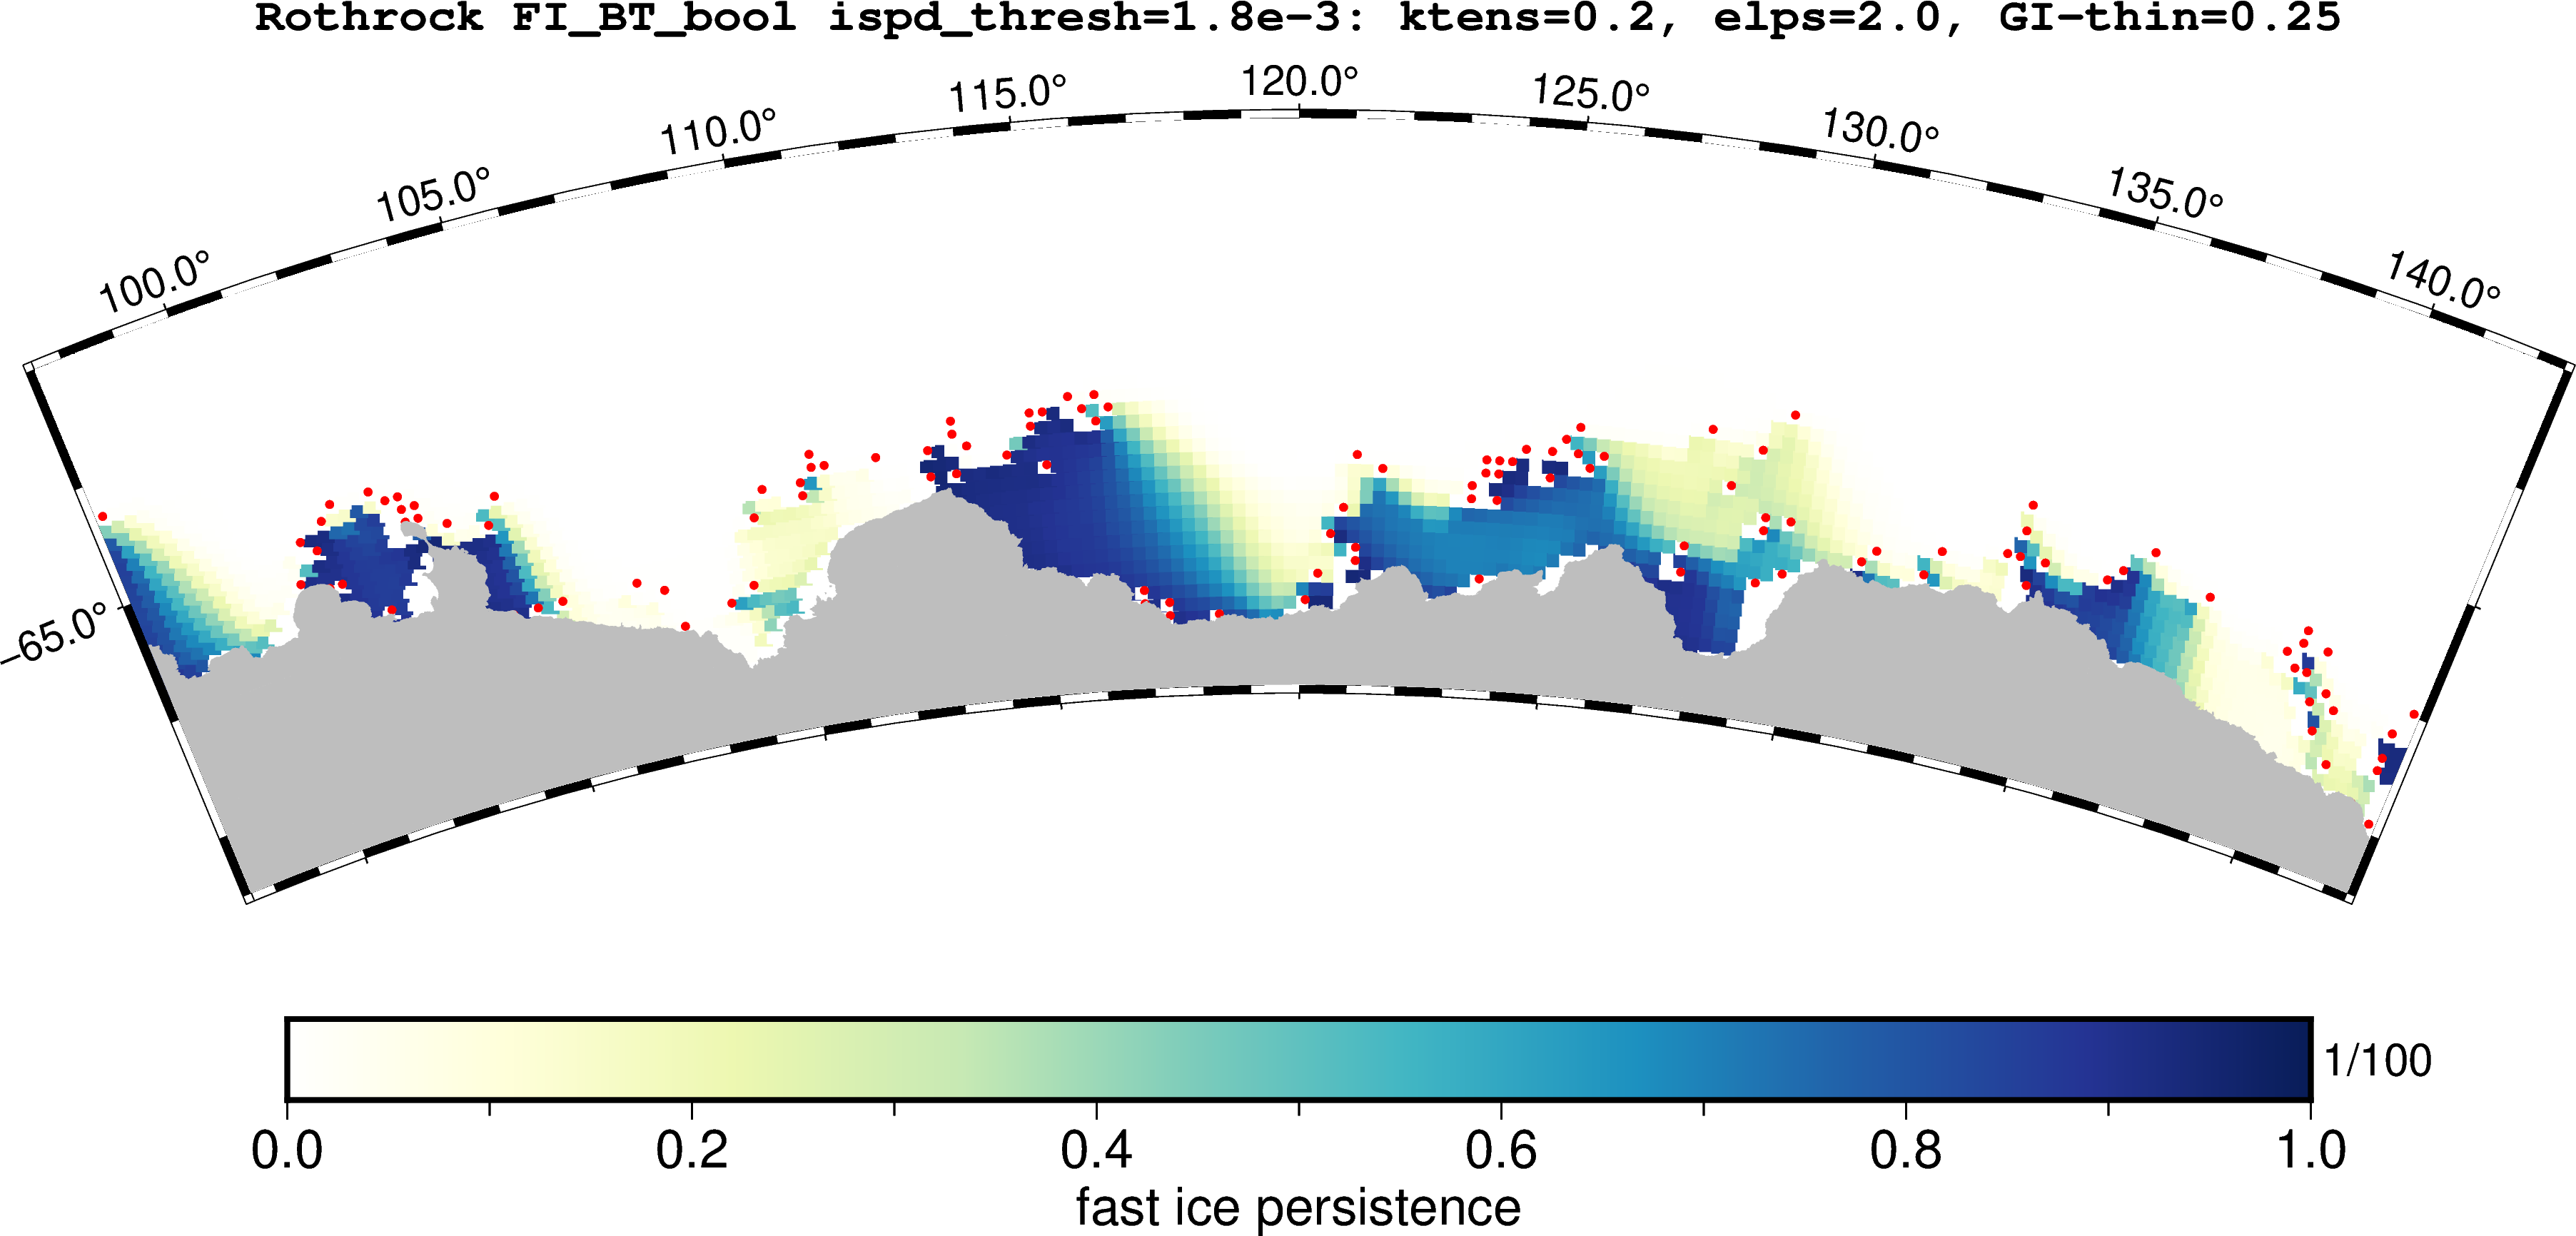 Rothrock FI_BT_bool ispd_thresh=1.8e-3: ktens=0.2, elps=2.0, GI-thin=0.25
100.0° 105.0° 110.0° 115.0° 120.0° 125.0° 130.0° 135.0° 140.0°
-65.0°
1/100
0.0 0.2 0.4 0.6 0.8 1.0
fast ice persistence